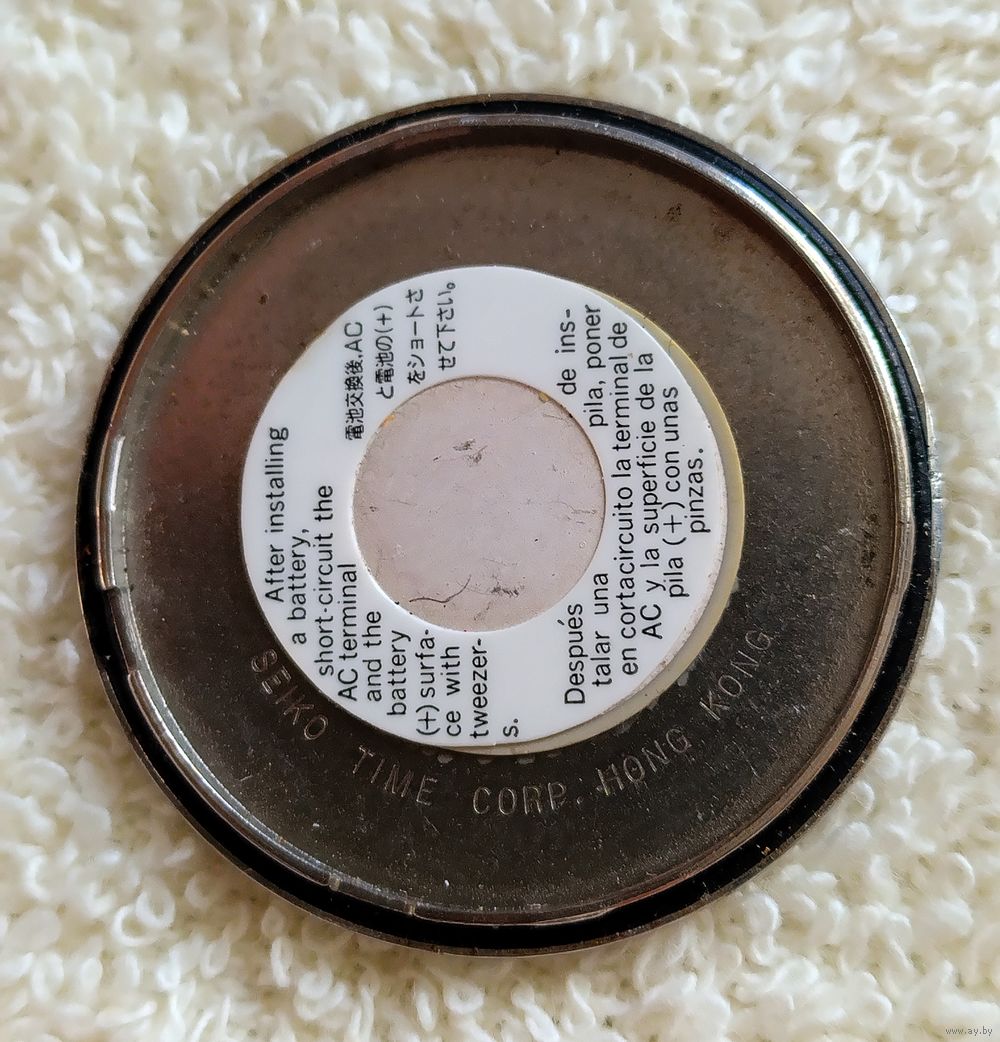 After installing
a battery,
short-circuit the
AC terminal
and the
battery
(+) surfa-
ce with
tweezer-
s.
電池交換後、AC
と電池の(+)
をショートさ
せて下さい。
Después de ins-
talar una pila, poner
en cortacircuito la terminal de
AC y la superficie de la
pila (+) con unas
pinzas.
SEIKO TIME CORP. HONG KONG
www.ay.by